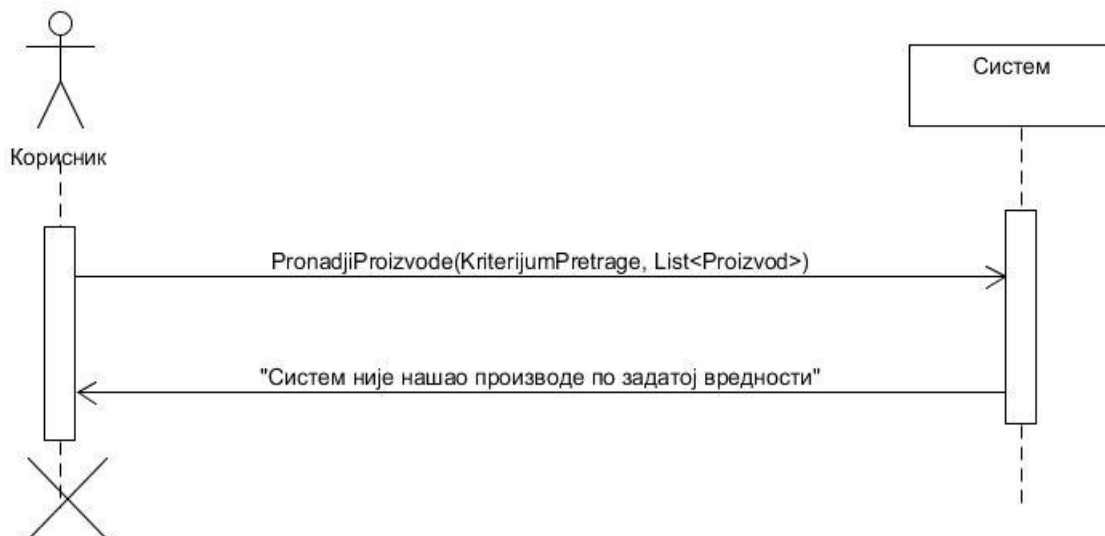 Систем
Корисник
PronadjiProizvode(KriterijumPretrage, List<Proizvod>)
"Систем није нашао производе по задатој вредности"